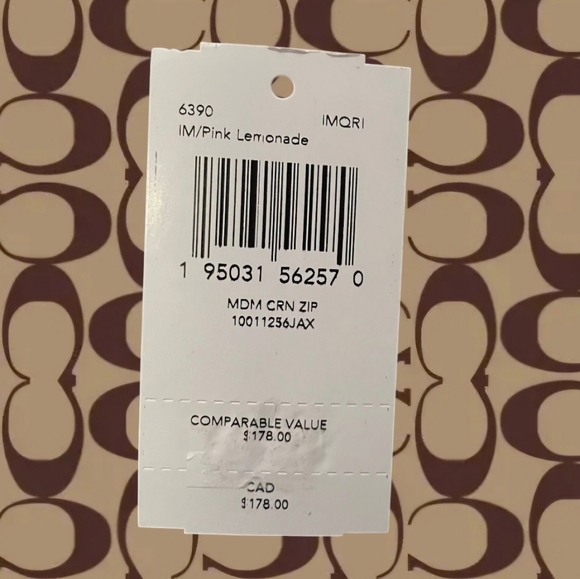 6390 IMQRI
IM/Pink Lemonade
1 95031 56257 0
MDM CRN ZIP
10011256JAX
COMPARABLE VALUE
$178.00
CAD
$178.00